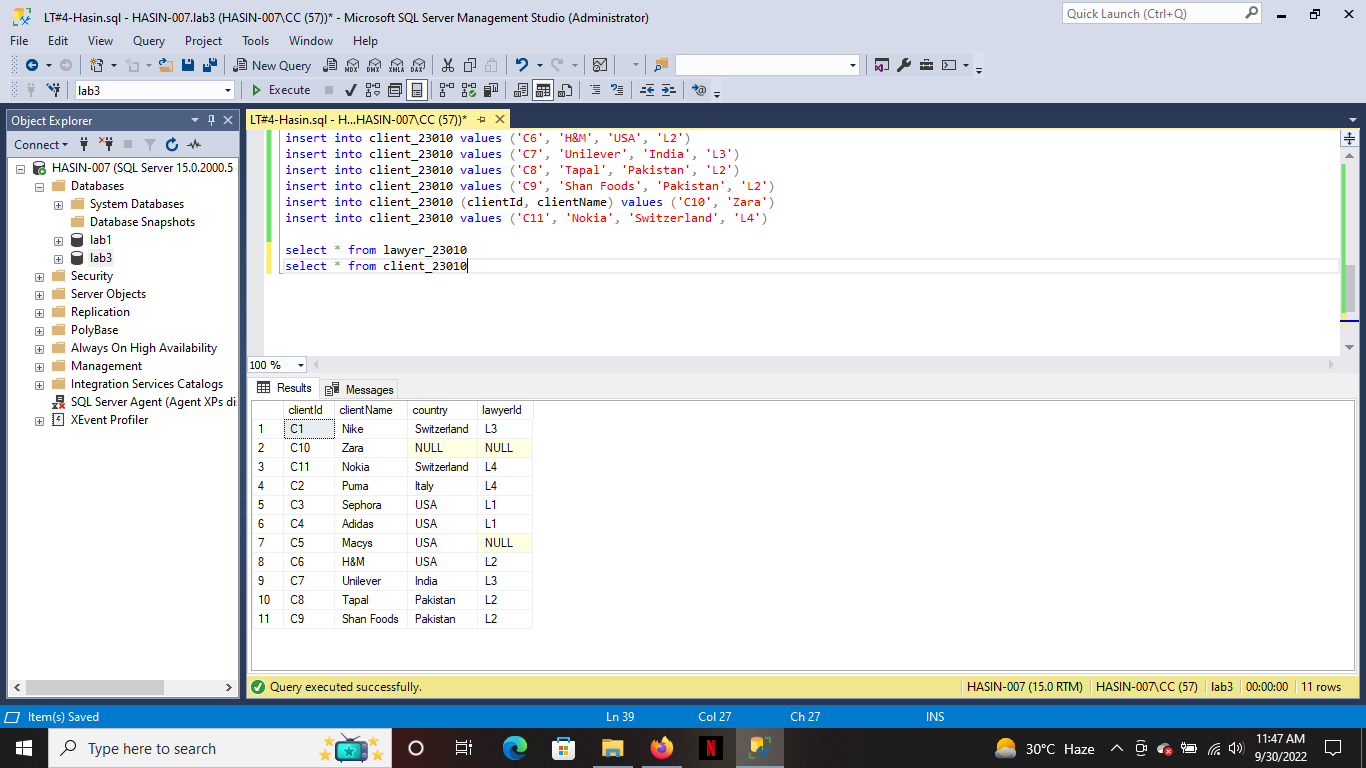 LT#4-Hasin.sql - HASIN-007.lab3 (HASIN-007\CC (57))* - Microsoft SQL Server Management Studio (Administrator)
Quick Launch (Ctrl+Q)
File Edit View Query Project Tools Window Help
New Query MDX DMX XMLA DAX
lab3 Execute
Object Explorer
Connect
HASIN-007 (SQL Server 15.0.2000.5
Databases
System Databases
Database Snapshots
lab1
lab3
Security
Server Objects
Replication
PolyBase
Always On High Availability
Management
Integration Services Catalogs
SQL Server Agent (Agent XPs di
XEvent Profiler
LT#4-Hasin.sql - H...HASIN-007\CC (57))*
insert into client_23010 values ('C6', 'H&M', 'USA', 'L2')
insert into client_23010 values ('C7', 'Unilever', 'India', 'L3')
insert into client_23010 values ('C8', 'Tapal', 'Pakistan', 'L2')
insert into client_23010 values ('C9', 'Shan Foods', 'Pakistan', 'L2')
insert into client_23010 (clientId, clientName) values ('C10', 'Zara')
insert into client_23010 values ('C11', 'Nokia', 'Switzerland', 'L4')
select * from lawyer_23010
select * from client_23010
100 %
Results Messages
clientId clientName country lawyerId
1 C1 Nike Switzerland L3
2 C10 Zara NULL NULL
3 C11 Nokia Switzerland L4
4 C2 Puma Italy L4
5 C3 Sephora USA L1
6 C4 Adidas USA L1
7 C5 Macys USA NULL
8 C6 H&M USA L2
9 C7 Unilever India L3
10 C8 Tapal Pakistan L2
11 C9 Shan Foods Pakistan L2
Query executed successfully. HASIN-007 (15.0 RTM) HASIN-007\CC (57) lab3 00:00:00 11 rows
Item(s) Saved Ln 39 Col 27 Ch 27 INS
Type here to search N 30°C Haze 11:47 AM
9/30/2022